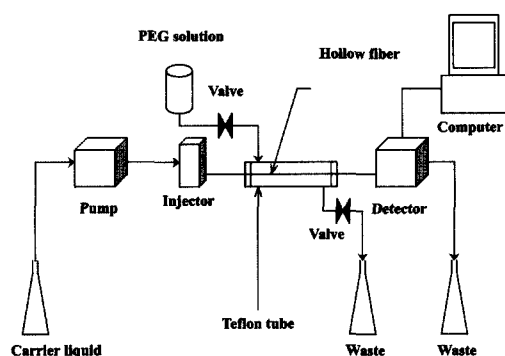 PEG solution
Hollow fiber
Valve
Computer
Pump
Injector
Detector
Valve
Teflon tube
Carrier liquid
Waste
Waste